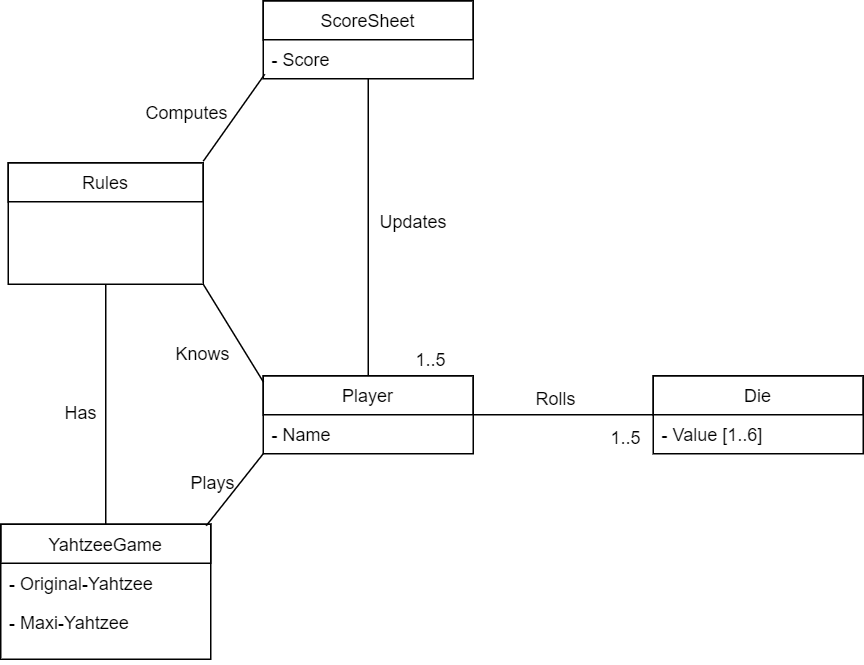 ScoreSheet
- Score
Computes
Rules
Updates
Knows
1..5
Player
- Name
Rolls
1..5
Die
- Value [1..6]
Has
Plays
YahtzeeGame
- Original-Yahtzee
- Maxi-Yahtzee